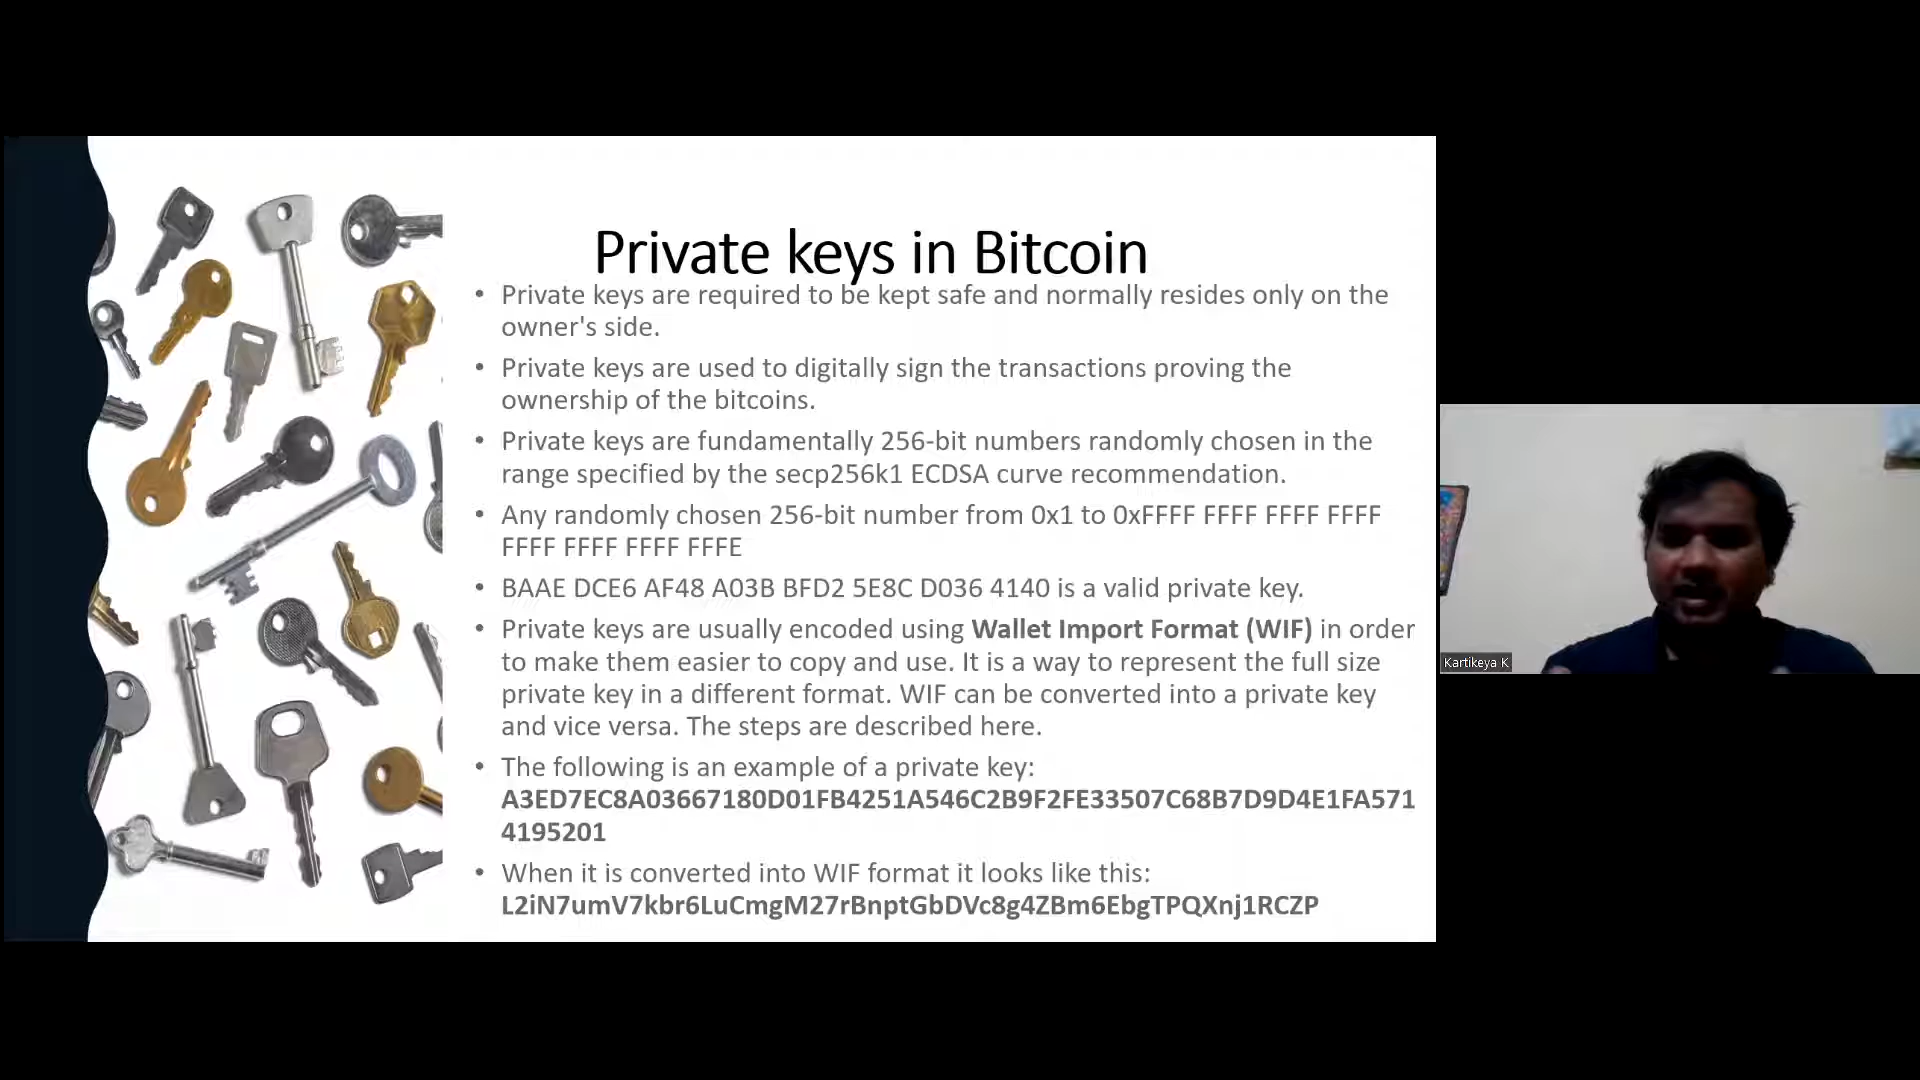 Private keys in Bitcoin
• Private keys are required to be kept safe and normally resides only on the
owner's side.
• Private keys are used to digitally sign the transactions proving the
ownership of the bitcoins.
• Private keys are fundamentally 256-bit numbers randomly chosen in the
range specified by the secp256k1 ECDSA curve recommendation.
• Any randomly chosen 256-bit number from 0x1 to 0xFFFF FFFF FFFF FFFF
FFFF FFFF FFFF FFFE
• BAAE DCE6 AF48 A03B BFD2 5E8C D036 4140 is a valid private key.
• Private keys are usually encoded using Wallet Import Format (WIF) in order
to make them easier to copy and use. It is a way to represent the full size
private key in a different format. WIF can be converted into a private key
and vice versa. The steps are described here.
• The following is an example of a private key:
A3ED7EC8A03667180D01FB4251A546C2B9F2FE33507C68B7D9D4E1FA571
4195201
• When it is converted into WIF format it looks like this:
L2iN7umV7kbr6LuCmgM27rBnptGbDVc8g4ZBm6EbgTPQXnj1RCZP
Kartikeya K